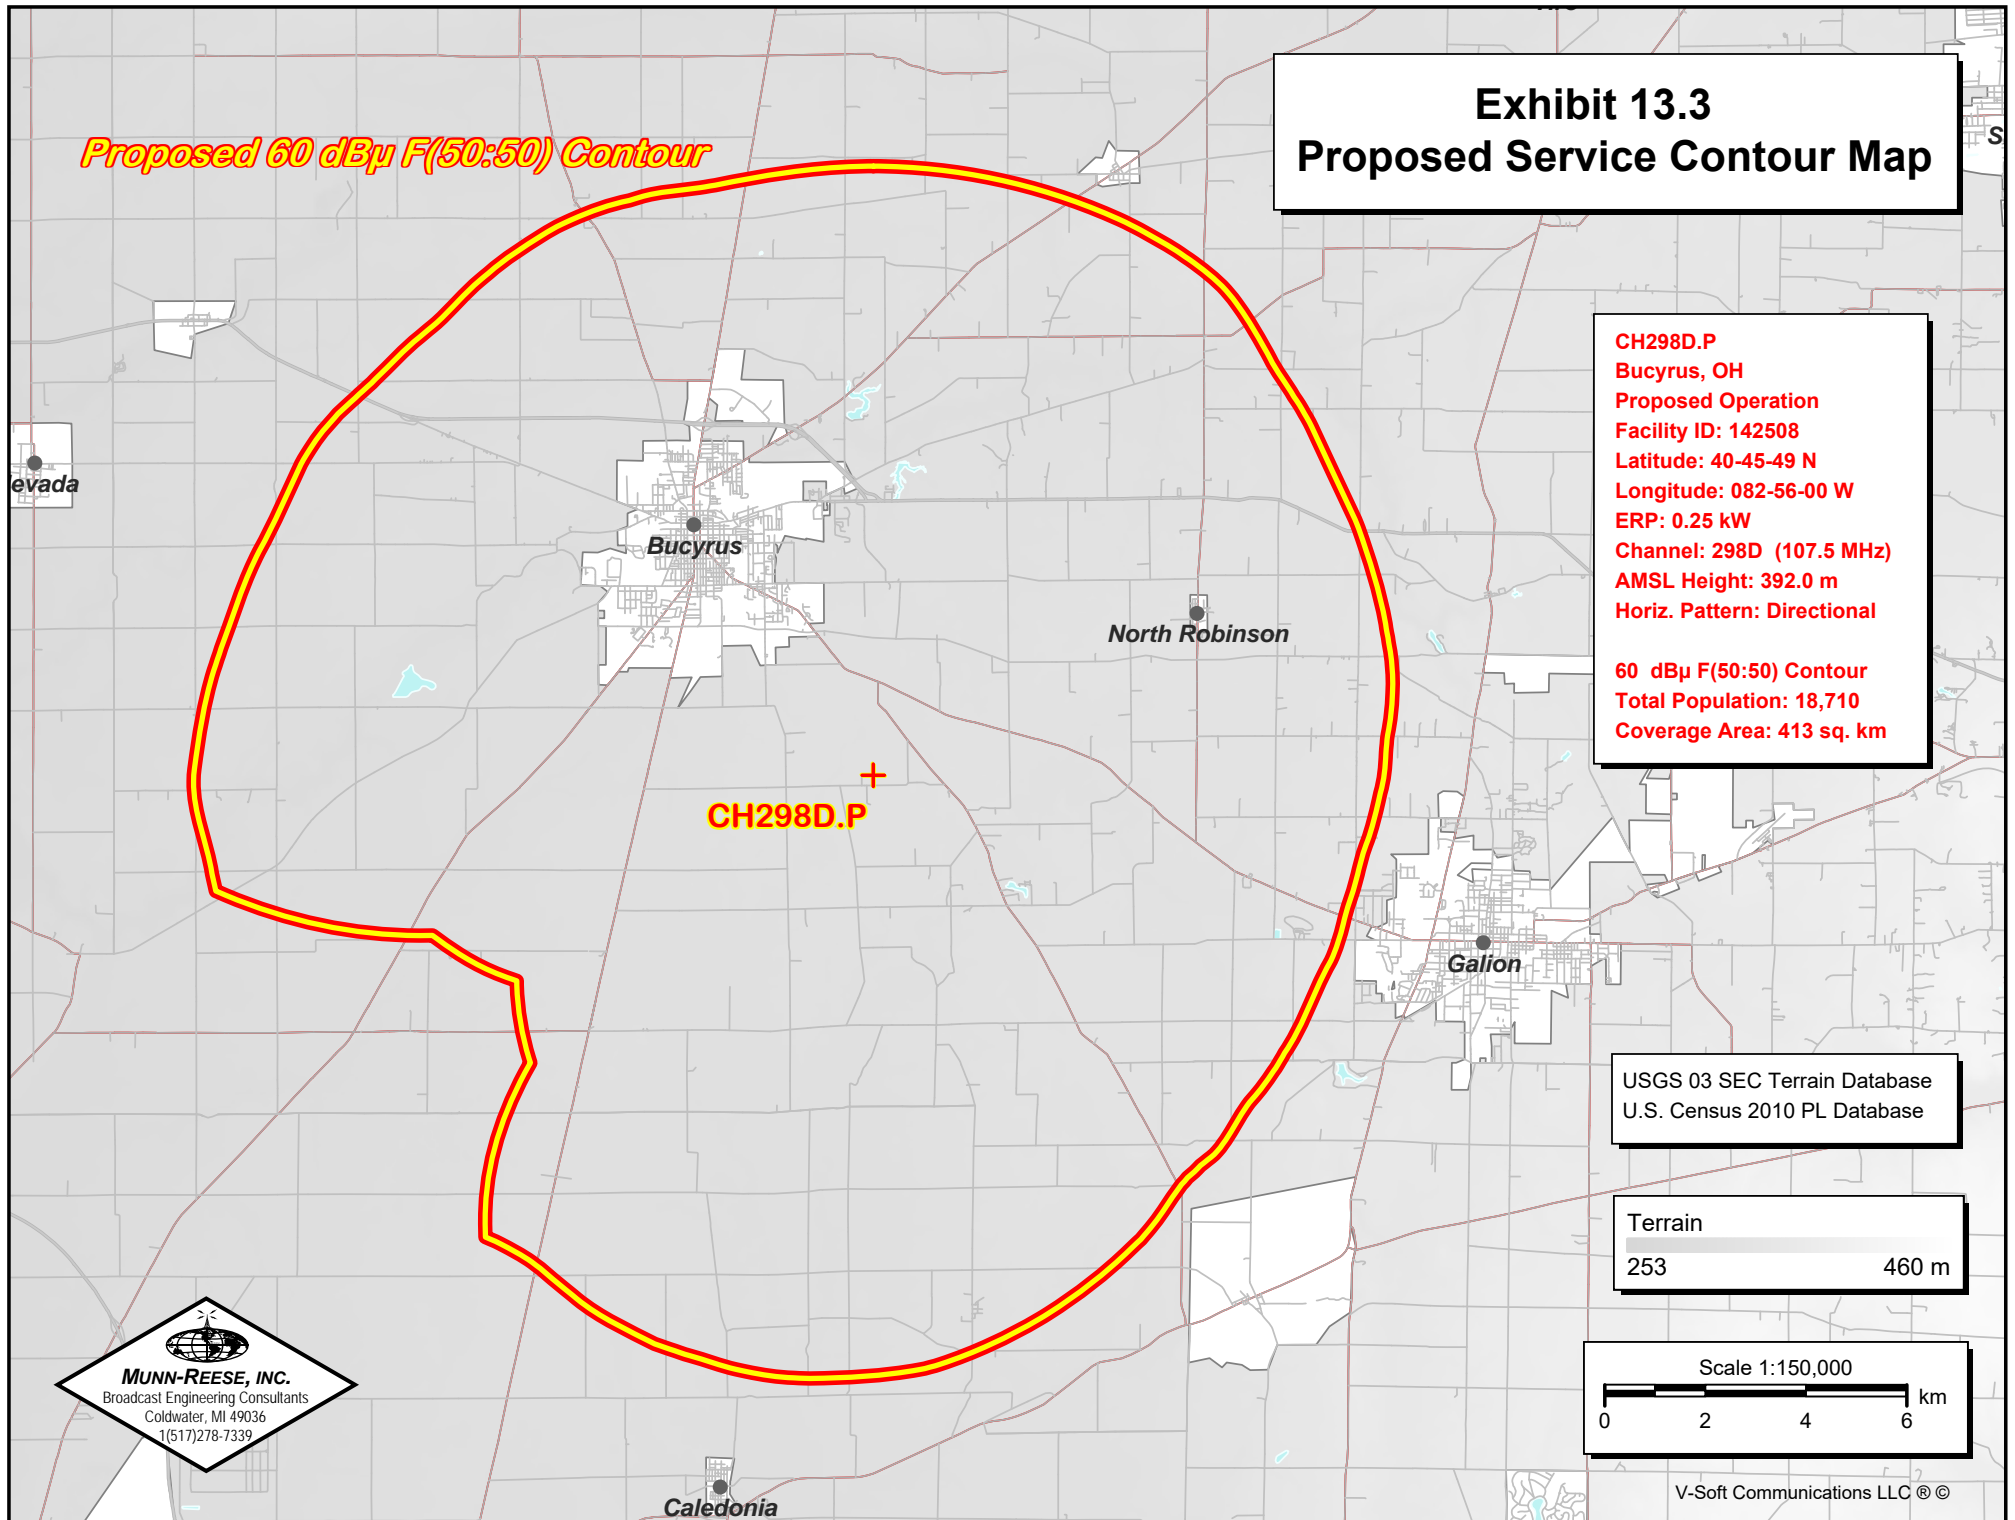 Exhibit 13.3
Proposed Service Contour Map
Proposed 60 dBµ F(50:50) Contour
CH298D.P
Bucyrus, OH
Proposed Operation
Facility ID: 142508
Latitude: 40-45-49 N
Longitude: 082-56-00 W
ERP: 0.25 kW
Channel: 298D (107.5 MHz)
AMSL Height: 392.0 m
Horiz. Pattern: Directional
60 dBµ F(50:50) Contour
Total Population: 18,710
Coverage Area: 413 sq. km
evada
Bucyrus
North Robinson
CH298D.P
Galion
Caledonia
USGS 03 SEC Terrain Database
U.S. Census 2010 PL Database
Terrain
253 460 m
Scale 1:150,000
km
0 2 4 6
MUNN-REESE, INC.
Broadcast Engineering Consultants
Coldwater, MI 49036
1(517)278-7339
V-Soft Communications LLC ® ©